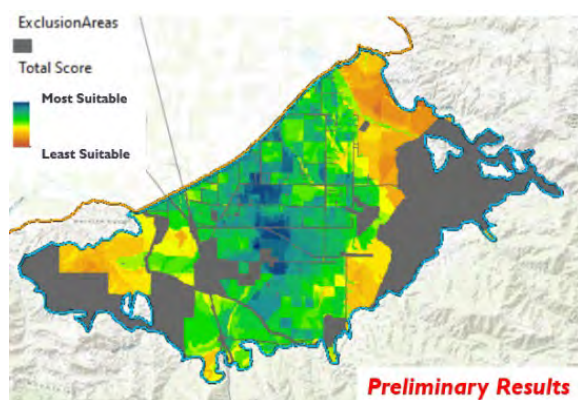 ExclusionAreas
Total Score
Most Suitable
Least Suitable
Preliminary Results